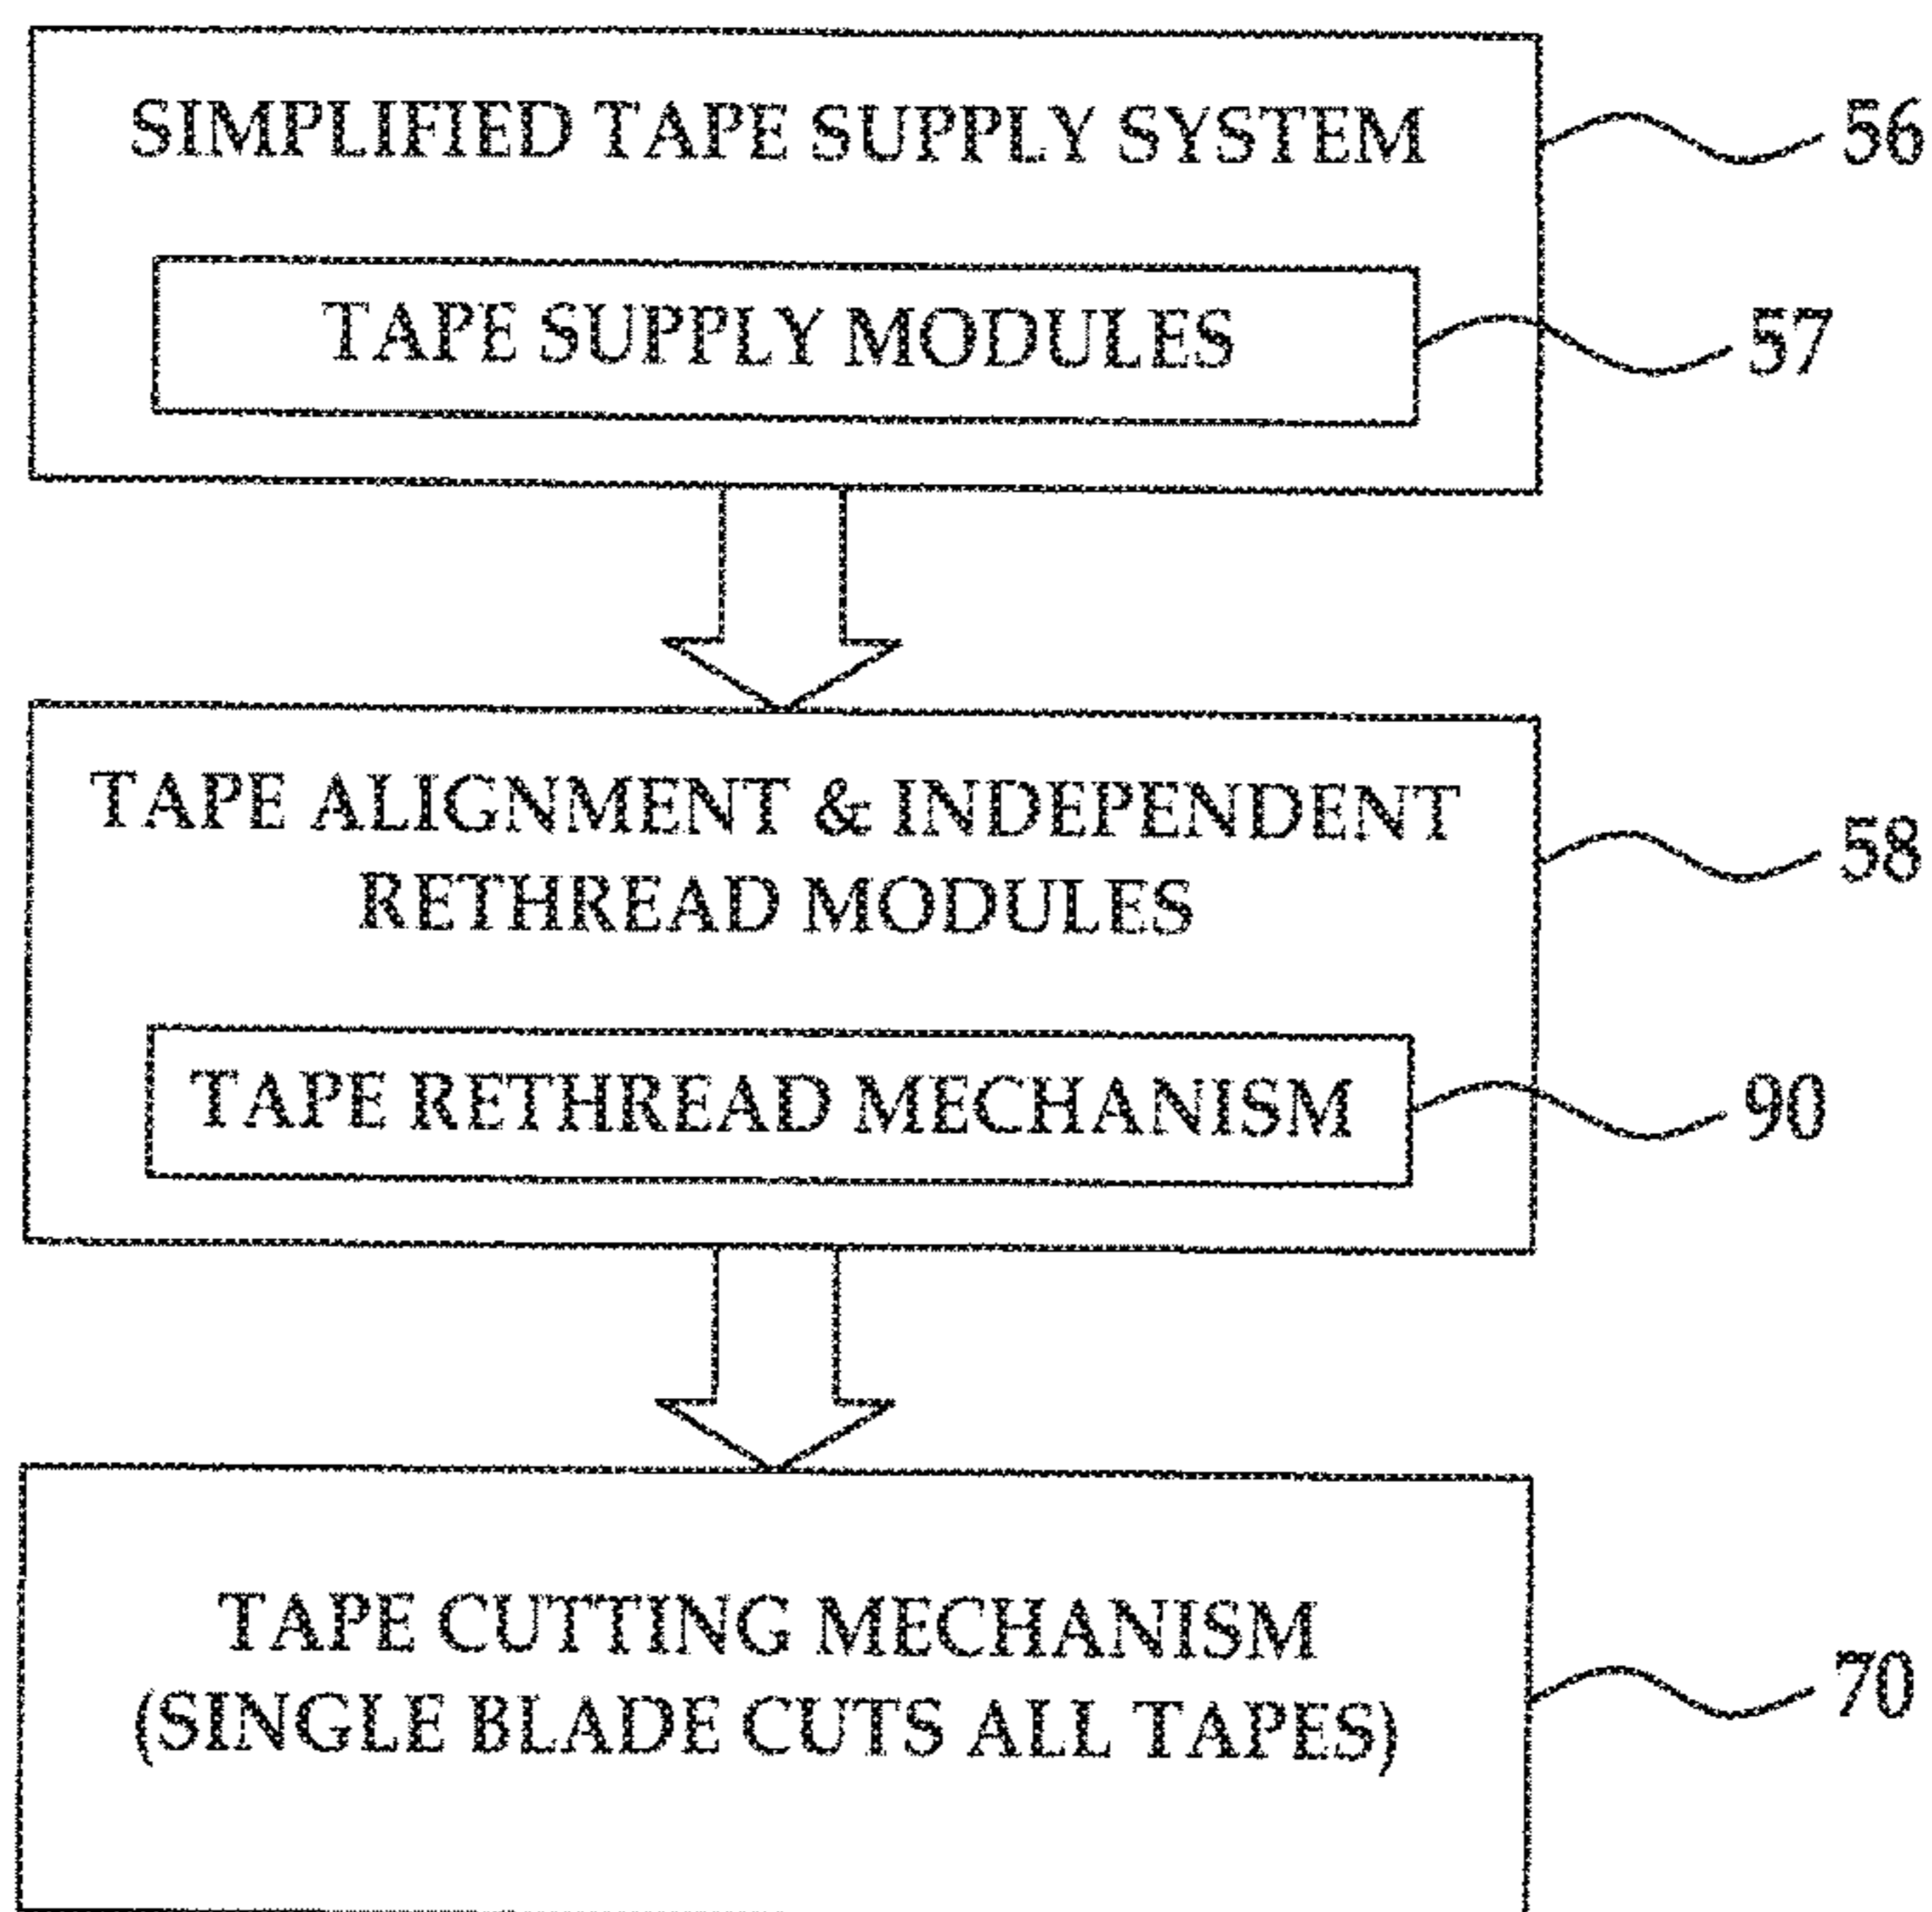 SIMPLIFIED TAPE SUPPLY SYSTEM
56
TAPE SUPPLY MODULES
57
TAPE ALIGNMENT & INDEPENDENT
RETHREAD MODULES
58
TAPE RETHREAD MECHANISM
90
TAPE CUTTING MECHANISM
(SINGLE BLADE CUTS ALL TAPES)
70